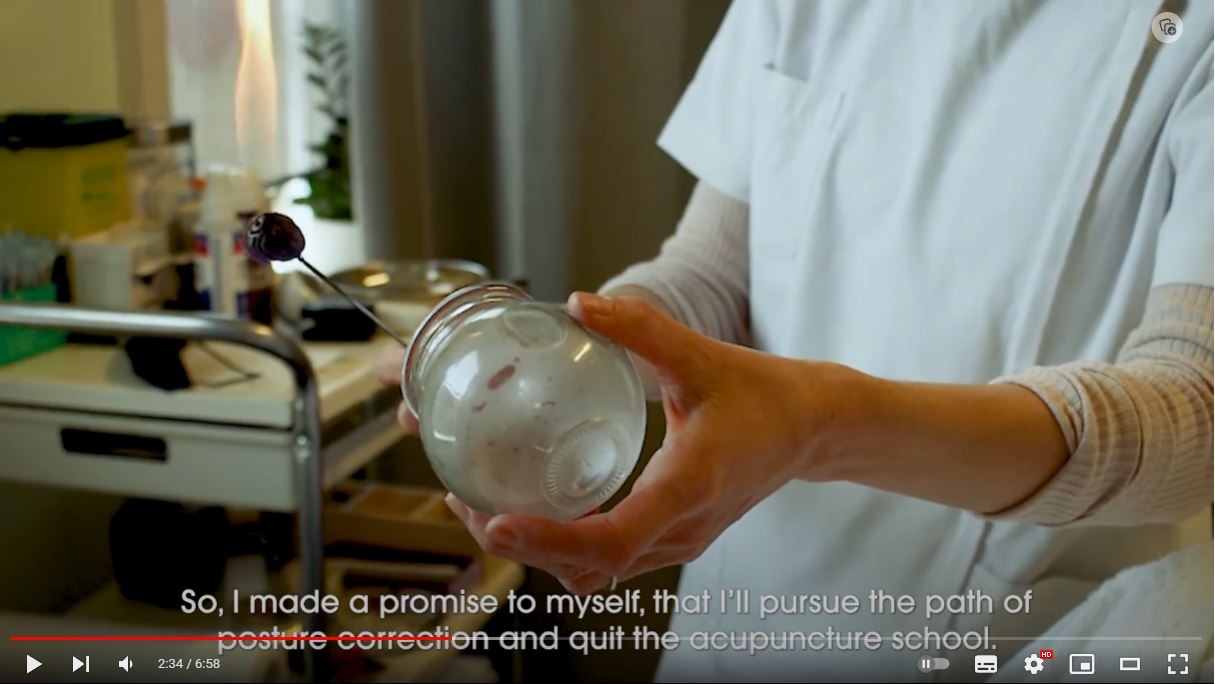 So, I made a promise to myself, that I'll pursue the path of
posture correction and quit the acupuncture school.
2:34 / 6:58
HD